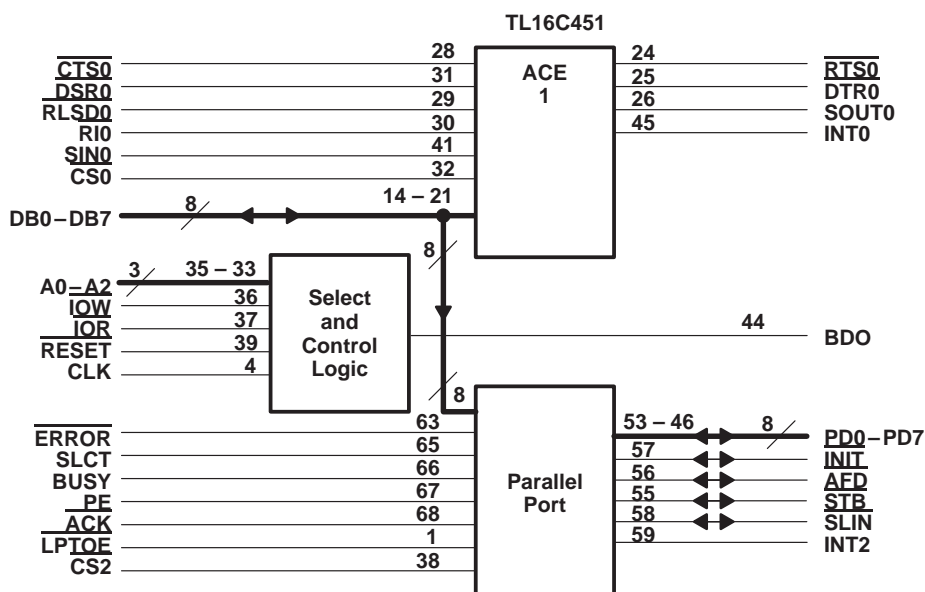 TL16C451
28 24
CTS0 RTS0
31 ACE 25
DSR0 1 DTR0
29 26
RLSD0 SOUT0
30 45
RI0 INT0
41
SIN0
32
CS0
14 – 21
8
DB0–DB7
8
3 35 – 33
A0–A2
36 Select
IOW and
37 Control
IOR Logic
44
BDO
39
RESET
4
CLK
8
63 53 – 46 8
ERROR PD0–PD7
65 57
SLCT INIT
66 56
BUSY Parallel AFD
67 Port 55
PE STB
68 58
ACK SLIN
1 59
LPTOE INT2
38
CS2